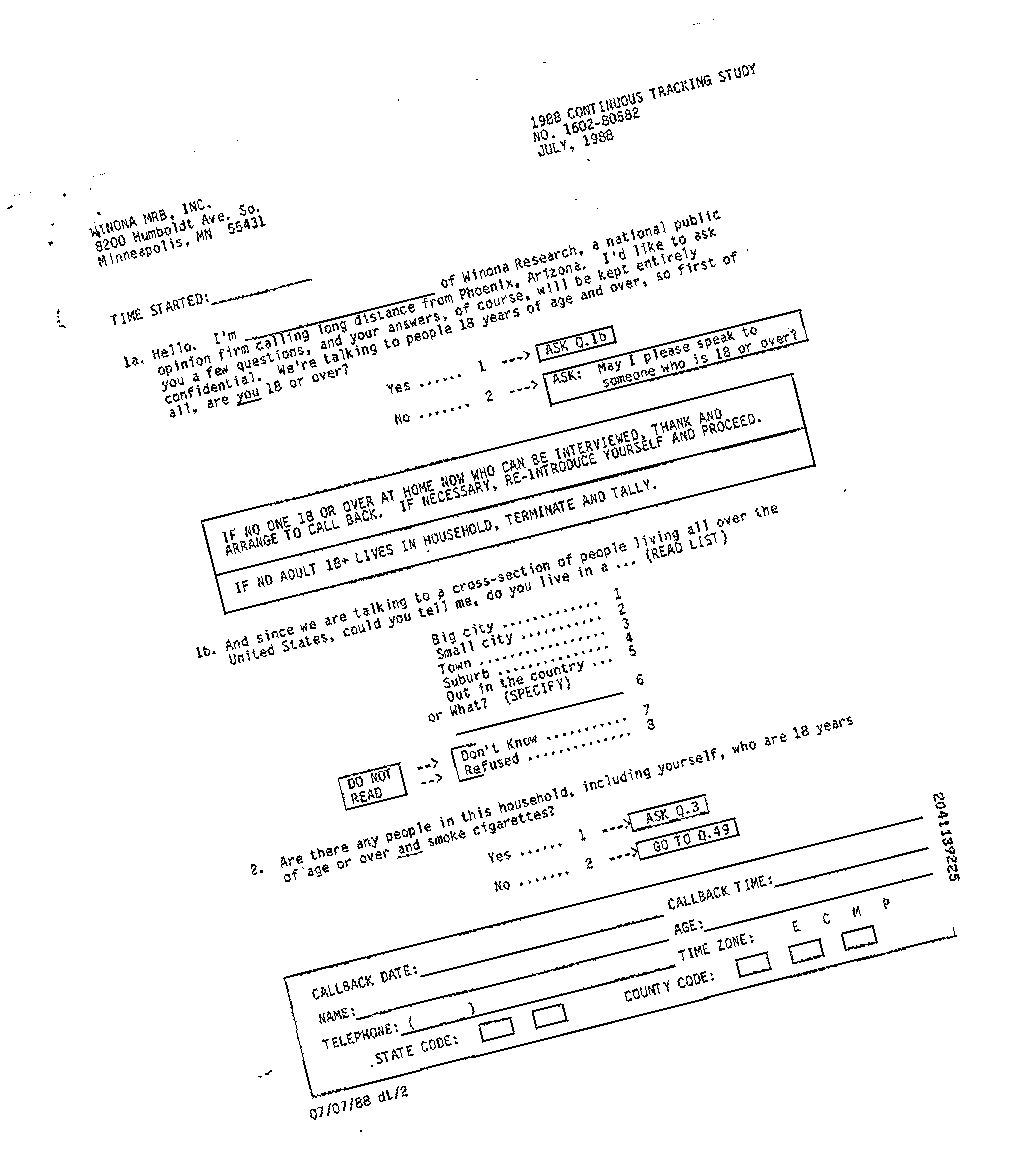 1988 CONTINUOUS TRACKING STUDY
NO. 1602-80582
JULY, 1988
WINONA MRB, INC.
8200 Humboldt Ave. So.
Minneapolis, MN 55431
TIME STARTED:
1a. Hello. I'm ____________ of Winona Research, a national public
opinion firm calling long distance from Phoenix, Arizona. I'd like to ask
you a few questions, and your answers, of course, will be kept entirely
confidential. We're talking to people 18 years of age and over, so first of
all, are you 18 or over?
Yes ...... 1 ---> ASK Q.1b
No ....... 2 ---> ASK: May I please speak to
someone who is 18 or over?
IF NO ONE 18 OR OVER AT HOME NOW WHO CAN BE INTERVIEWED, THANK AND
ARRANGE TO CALL BACK. IF NECESSARY, RE-INTRODUCE YOURSELF AND PROCEED.
IF NO ADULT 18+ LIVES IN HOUSEHOLD, TERMINATE AND TALLY.
1b. And since we are talking to a cross-section of people living all over the
United States, could you tell me, do you live in a ... (READ LIST)
Big city ............. 1
Small city ........... 2
Town ................. 3
Suburb ............... 4
Out in the country ... 5
or What? (SPECIFY)
____________ 6
DO NOT READ --> Don't Know ........... 7
--> Refused .............. 8
2. Are there any people in this household, including yourself, who are 18 years
of age or over and smoke cigarettes?
Yes ...... 1 ---> ASK Q.3
No ....... 2 ---> GO TO Q.49
CALLBACK DATE: CALLBACK TIME:
NAME: AGE:
TELEPHONE: ( ) TIME ZONE: E C M P
STATE CODE: COUNTY CODE:
07/07/88 dt/2
2041139225